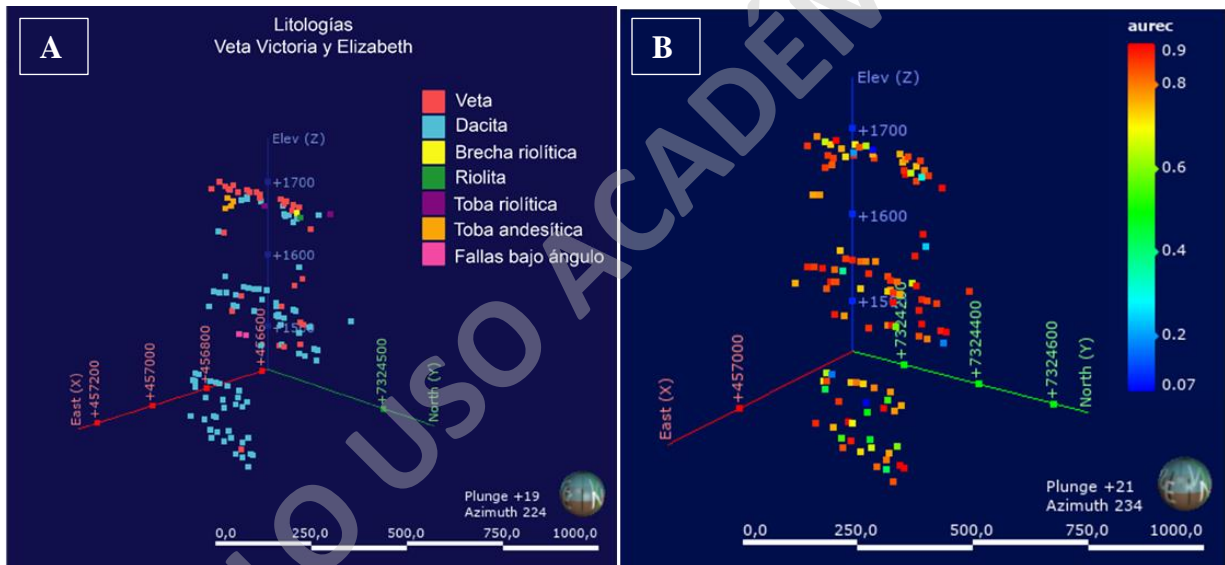 A
Litologías
Veta Victoria y Elizabeth
Veta
Dacita
Brecha riolítica
Riolita
Toba riolítica
Toba andesítica
Fallas bajo ángulo
Elev (Z)
+1700
+1600
+1500
+456600
+456800
+457000
+457200
East (X)
+7324500
North (Y)
Plunge +19
Azimuth 224
0,0 250,0 500,0 750,0 1000,0
B
aurec
0.9
0.8
0.6
0.4
0.2
0.07
Elev (Z)
+1700
+1600
+1500
+7324200
+7324400
+7324600
North (Y)
+457000
East (X)
Plunge +21
Azimuth 234
0,0 250,0 500,0 750,0 1000,0
USO ACADÉM